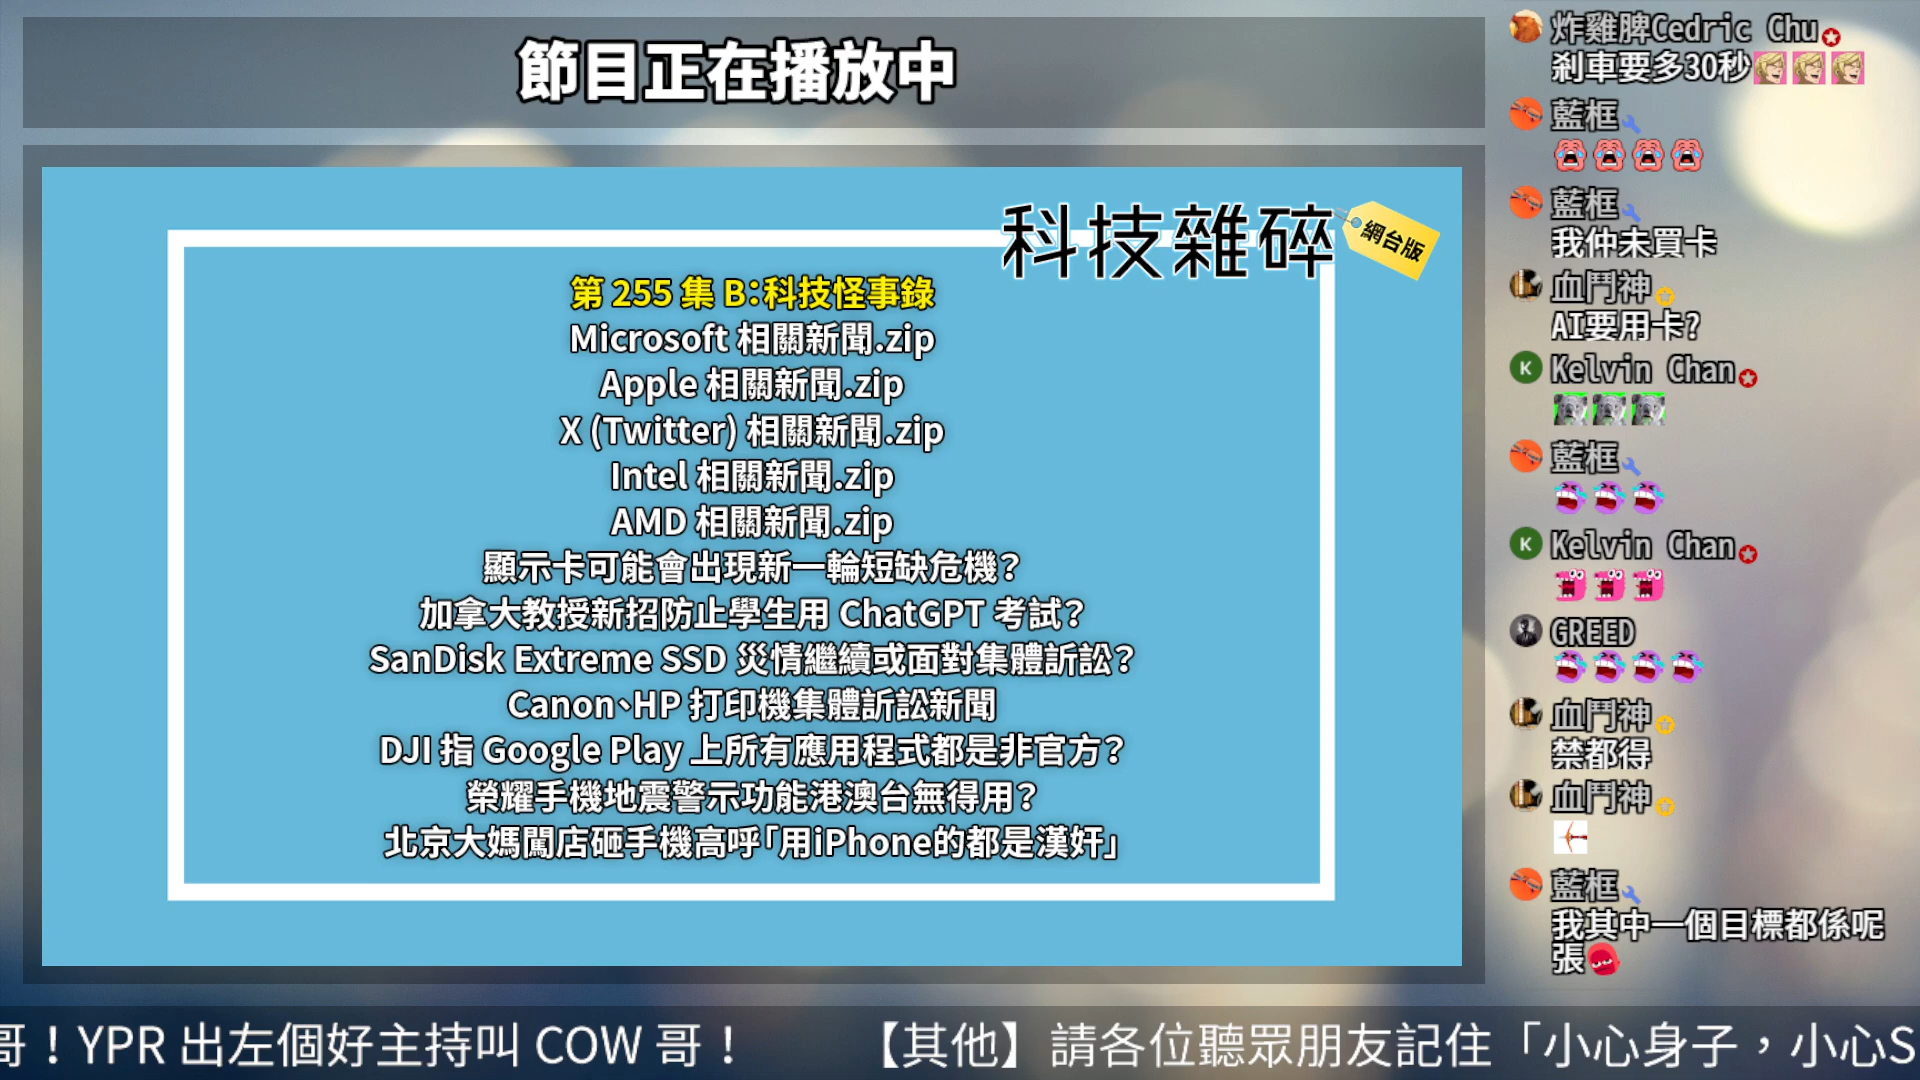 節目正在播放中
科技雜碎
網台版
第 255 集 B：科技怪事錄
Microsoft 相關新聞.zip
Apple 相關新聞.zip
X (Twitter) 相關新聞.zip
Intel 相關新聞.zip
AMD 相關新聞.zip
顯示卡可能會出現新一輪短缺危機？
加拿大教授新招防止學生用 ChatGPT 考試？
SanDisk Extreme SSD 災情繼續或面對集體訴訟？
Canon、HP 打印機集體訴訟新聞
DJI 指 Google Play 上所有應用程式都是非官方？
榮耀手機地震警示功能港澳台無得用？
北京大媽闖店砸手機高呼「用iPhone的都是漢奸」
炸雞脾Cedric Chu
剎車要多30秒
藍框
藍框
我仲未買卡
血鬥神
AI要用卡?
K Kelvin Chan
藍框
K Kelvin Chan
GREED
血鬥神
禁都得
血鬥神
藍框
我其中一個目標都係呢
張
哥！YPR 出左個好主持叫 COW 哥！ 【其他】請各位聽眾朋友記住「小心身子，小心S